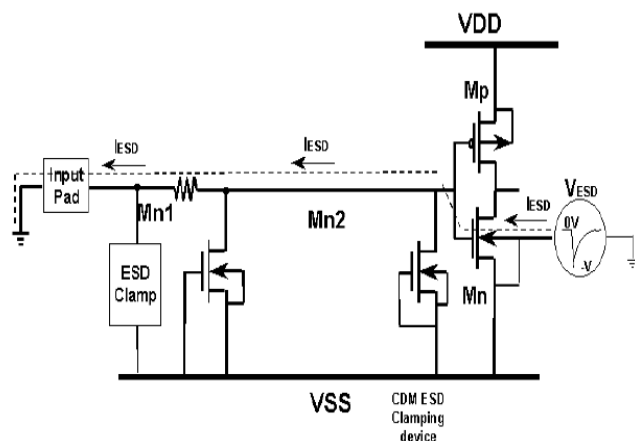 VDD
Mp
IESD
IESD
Input
Pad
VESD
IESD
Mn1
Mn2
0V
-V
Mn
ESD
Clamp
VSS
CDM ESD
Clamping
device